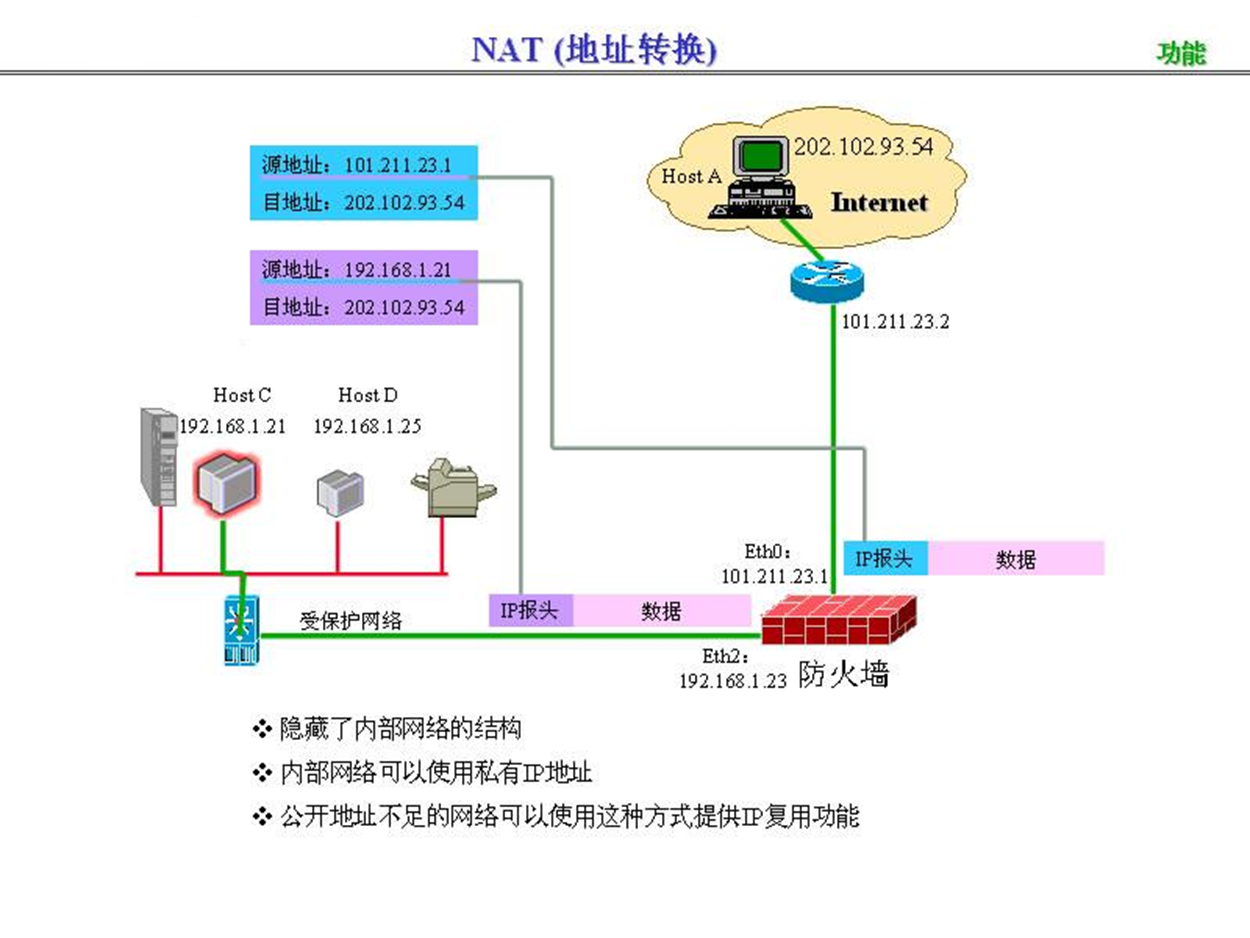 NAT (地址转换)
功能
源地址：101.211.23.1
目地址：202.102.93.54
源地址：192.168.1.21
目地址：202.102.93.54
202.102.93.54
Host A
Internet
101.211.23.2
Host C
Host D
192.168.1.21
192.168.1.25
Eth0：
101.211.23.1
IP报头
数据
IP报头
数据
受保护网络
Eth2：
192.168.1.23
防火墙
❖ 隐藏了内部网络的结构
❖ 内部网络可以使用私有IP地址
❖ 公开地址不足的网络可以使用这种方式提供IP复用功能